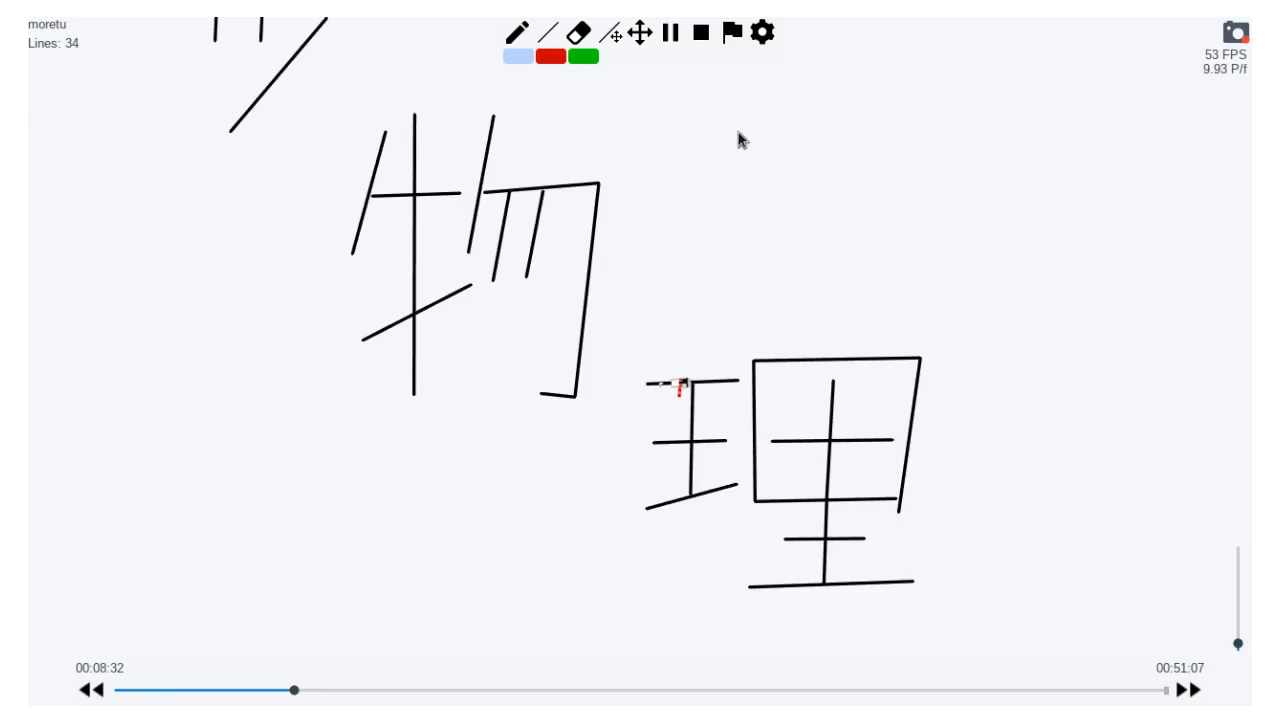 moretu
Lines: 34
53 FPS
9.93 P/f
物
理
00:08:32
00:51:07